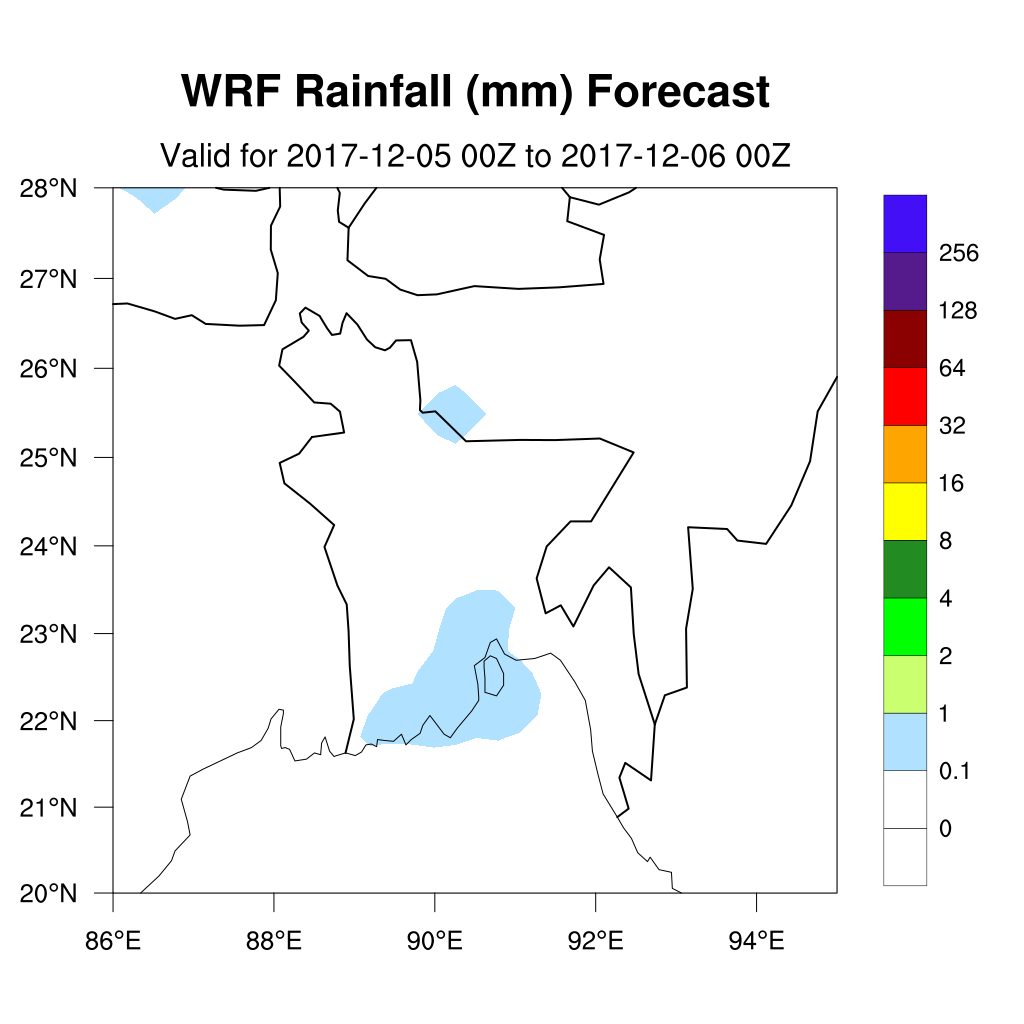 WRF Rainfall (mm) Forecast
Valid for 2017-12-05 00Z to 2017-12-06 00Z
28°N
27°N
26°N
25°N
24°N
23°N
22°N
21°N
20°N
86°E 88°E 90°E 92°E 94°E
256
128
64
32
16
8
4
2
1
0.1
0